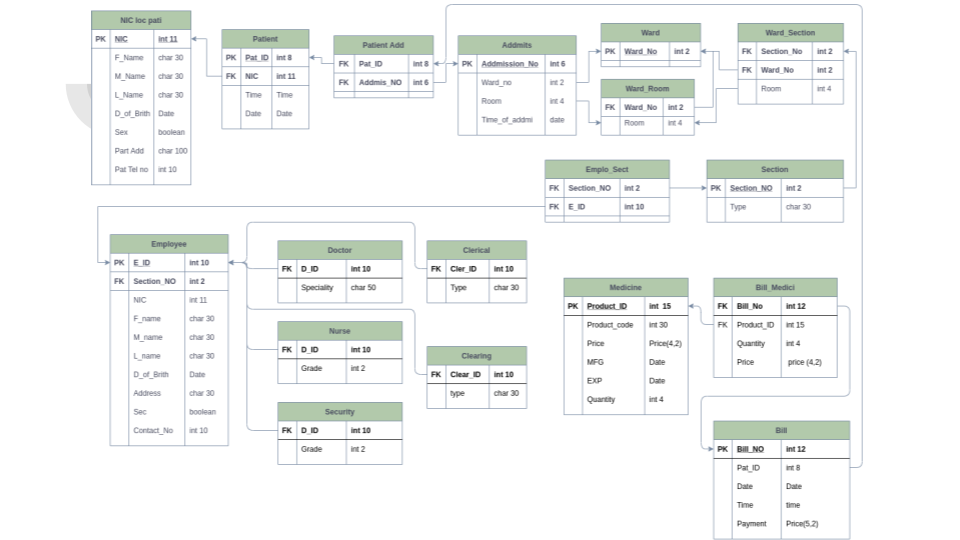 NIC loc pati
PK NIC int 11
F_Name char 30
M_Name char 30
L_Name char 30
D_of_Brith Date
Sex boolean
Part Add char 100
Pat Tel no int 10
Patient
PK Pat_ID int 8
FK NIC int 11
Time Time
Date Date
Patient Add
FK Pat_ID int 8
FK Addmis_NO int 6
Addmits
PK Addmission_No int 6
Ward_no int 2
Room int 4
Time_of_addmi date
Ward
PK Ward_No int 2
Ward_Room
FK Ward_No int 2
Room int 4
Ward_Section
FK Section_No int 2
FK Ward_No int 2
Room int 4
Emplo_Sect
FK Section_NO int 2
FK E_ID int 10
Section
PK Section_NO int 2
Type char 30
Employee
PK E_ID int 10
FK Section_NO int 2
NIC int 11
F_name char 30
M_name char 30
L_name char 30
D_of_Brith Date
Address char 30
Sec boolean
Contact_No int 10
Doctor
FK D_ID int 10
Speciality char 50
Clerical
FK Cler_ID int 10
Type char 30
Nurse
FK D_ID int 10
Grade int 2
Clearing
FK Clear_ID int 10
type char 30
Security
FK D_ID int 10
Grade int 2
Medicine
PK Product_ID int 15
Product_code int 30
Price Price(4,2)
MFG Date
EXP Date
Quantity int 4
Bill_Medici
FK Bill_No int 12
FK Product_ID int 15
Quantity int 4
Price price (4,2)
Bill
PK Bill_NO int 12
Pat_ID int 8
Date Date
Time time
Payment Price(5,2)